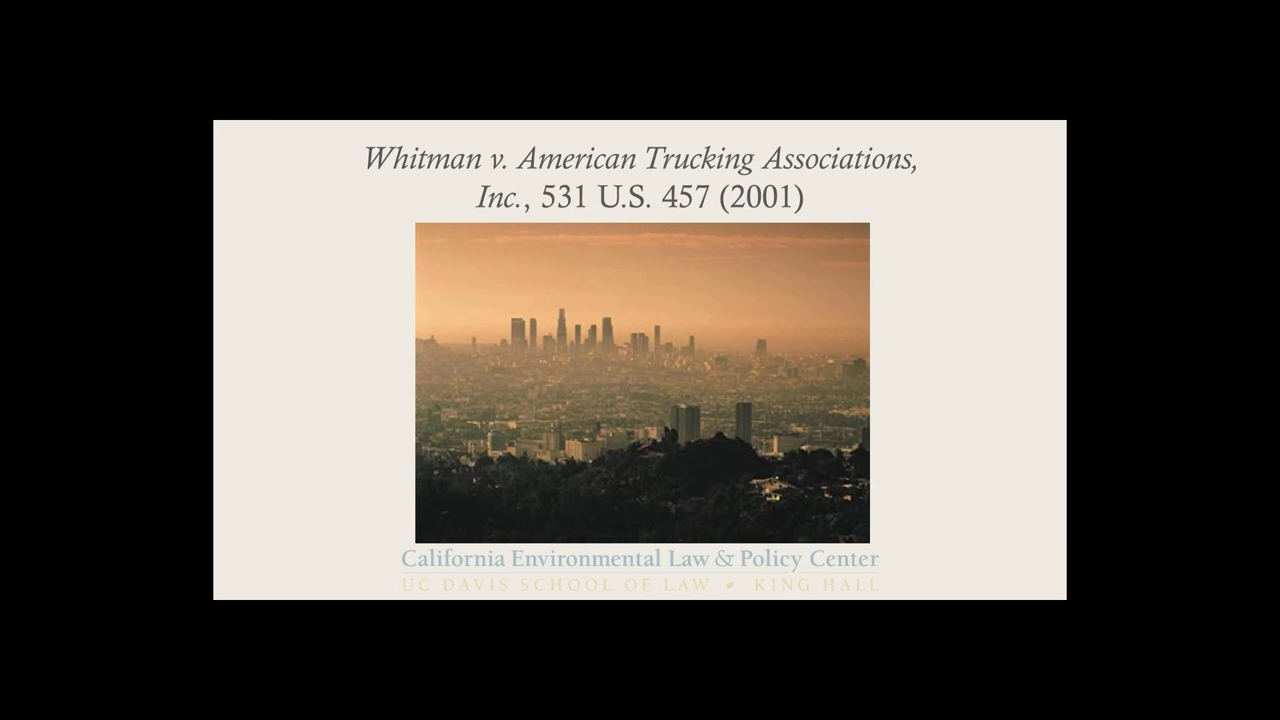 Whitman v. American Trucking Associations,
Inc., 531 U.S. 457 (2001)
California Environmental Law & Policy Center
UC DAVIS SCHOOL OF LAW KING HALL